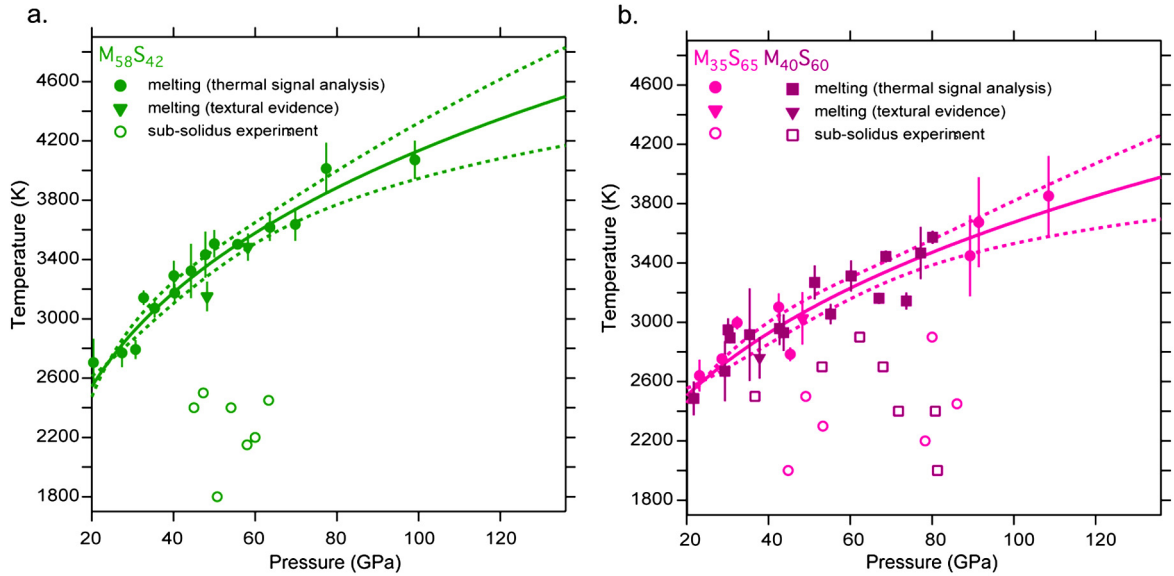 a.
M58S42
melting (thermal signal analysis)
melting (textural evidence)
sub-solidus experiment
Temperature (K)
4600
4200
3800
3400
3000
2600
2200
1800
20 40 60 80 100 120
Pressure (GPa)
b.
M35S65 M40S60
melting (thermal signal analysis)
melting (textural evidence)
sub-solidus experiment
Temperature (K)
4600
4200
3800
3400
3000
2600
2200
1800
20 40 60 80 100 120
Pressure (GPa)